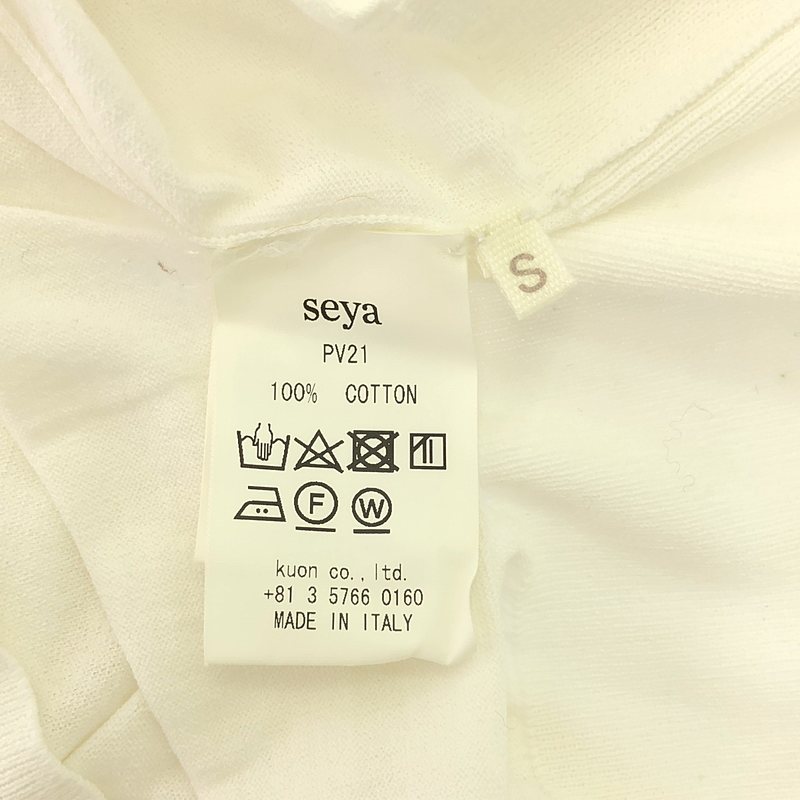 S
seya
PV21
100% COTTON
F W
kuon co., ltd.
+81 3 5766 0160
MADE IN ITALY